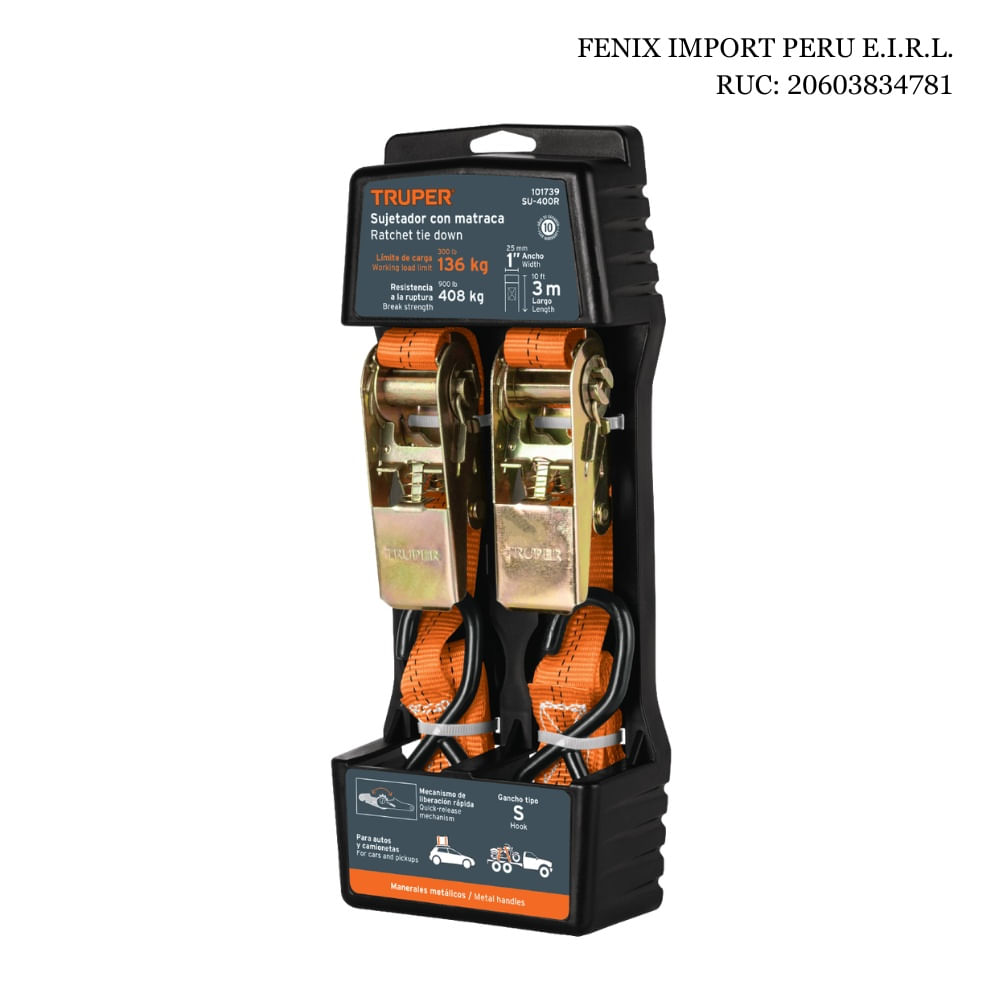 FENIX IMPORT PERU E.I.R.L.
RUC: 20603834781
TRUPER
101739
SU-400R
Sujetador con matraca
Ratchet tie down
10
Límite de carga
Working load limit
300 lb
136 kg
Resistencia
a la ruptura
Break strength
900 lb
408 kg
25 mm
1"
Ancho
Width
10 ft
3 m
Largo
Length
TRUPER
TRUPER
Mecanismo de
liberación rápida
Quick-release
mechanism
Gancho tipo
S
Hook
Para autos
y camionetas
For cars and pickups
Manerales metálicos / Metal handles